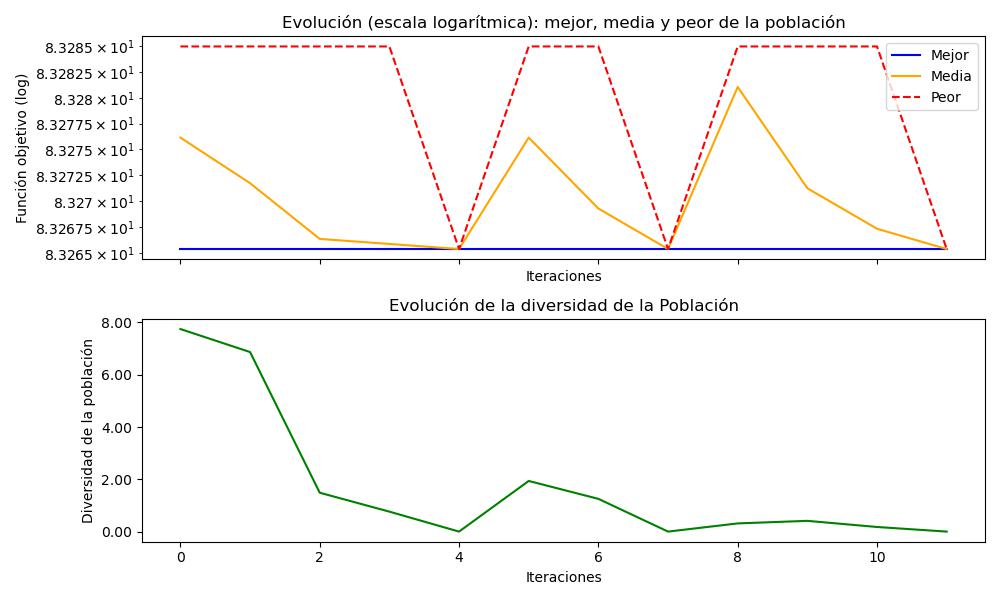 Evolución (escala logarítmica): mejor, media y peor de la población
Función objetivo (log)
8.3285 × 10¹
8.3282​5 × 10¹
8.328 × 10¹
8.32775 × 10¹
8.3275 × 10¹
8.32725 × 10¹
8.327 × 10¹
8.32675 × 10¹
8.3265 × 10¹
Mejor
Media
Peor
Iteraciones
Evolución de la diversidad de la Población
Diversidad de la población
8.00
6.00
4.00
2.00
0.00
0 2 4 6 8 10
Iteraciones